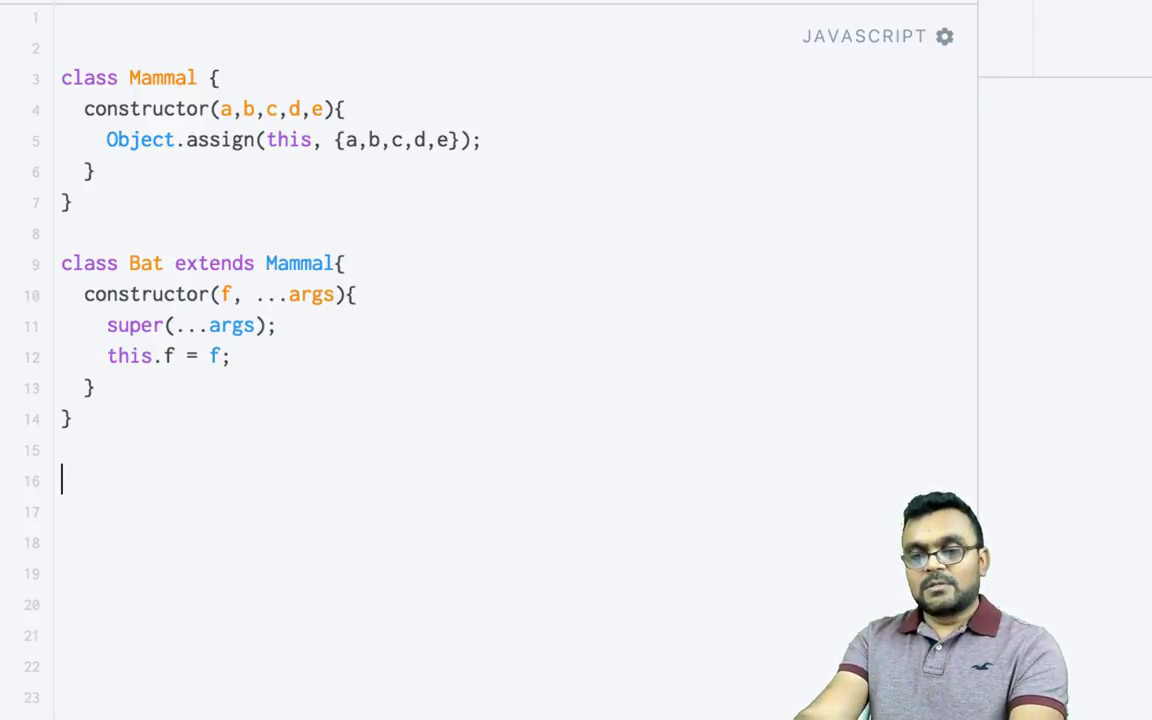 JAVASCRIPT
1
2
3 class Mammal {
4 constructor(a,b,c,d,e){
5 Object.assign(this, {a,b,c,d,e});
6 }
7 }
8
9 class Bat extends Mammal{
10 constructor(f, ...args){
11 super(...args);
12 this.f = f;
13 }
14 }
15
16
17
18
19
20
21
22
23